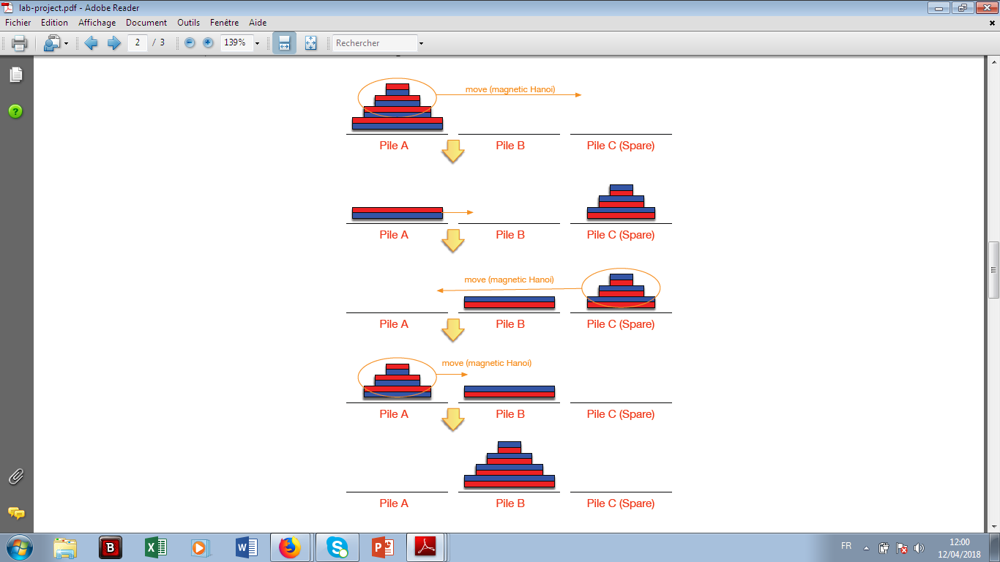 lab-project.pdf - Adobe Reader
Fichier Edition Affichage Document Outils Fenêtre Aide
2 / 3 139% Rechercher
move (magnetic Hanoi)
Pile A Pile B Pile C (Spare)
Pile A Pile B Pile C (Spare)
move (magnetic Hanoi)
Pile A Pile B Pile C (Spare)
move (magnetic Hanoi)
Pile A Pile B Pile C (Spare)
Pile A Pile B Pile C (Spare)
FR 12:00
12/04/2018